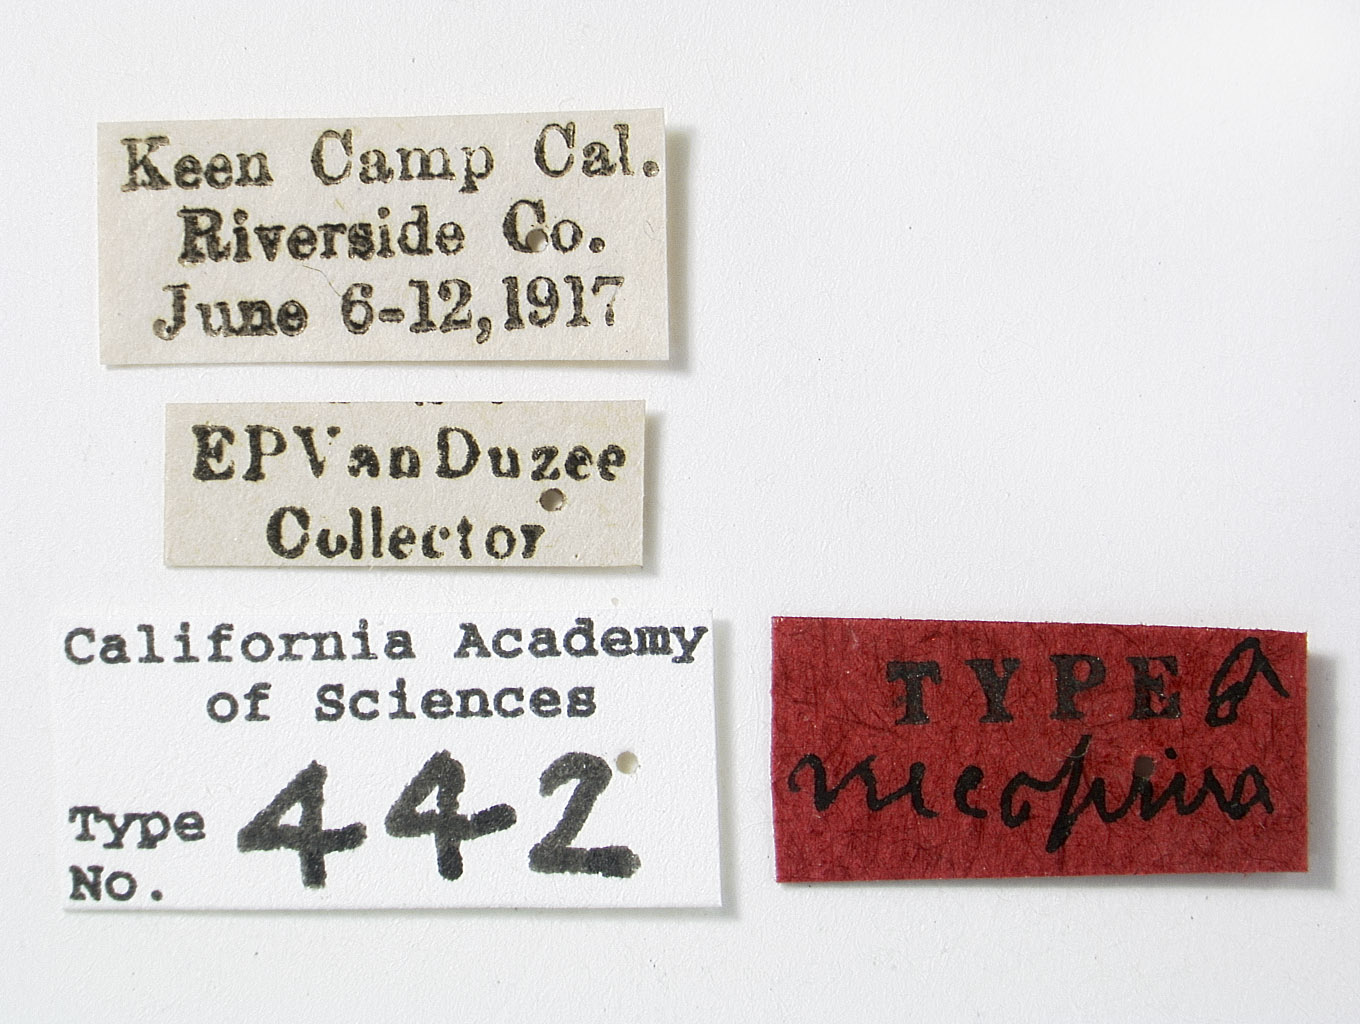 Keen Camp Cal.
Riverside Co.
June 6-12, 1917
EPVanDuzee
Collector
California Academy
of Sciences
Type
No. 442
TYPE ♂
necopina